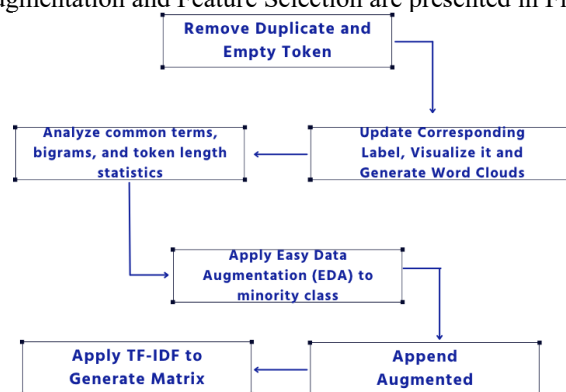 ugmentation and Feature Selection are presented in Fi
Remove Duplicate and
Empty Token
Update Corresponding
Label, Visualize it and
Generate Word Clouds
Analyze common terms,
bigrams, and token length
statistics
Apply Easy Data
Augmentation (EDA) to
minority class
Append
Augmented
Apply TF-IDF to
Generate Matrix